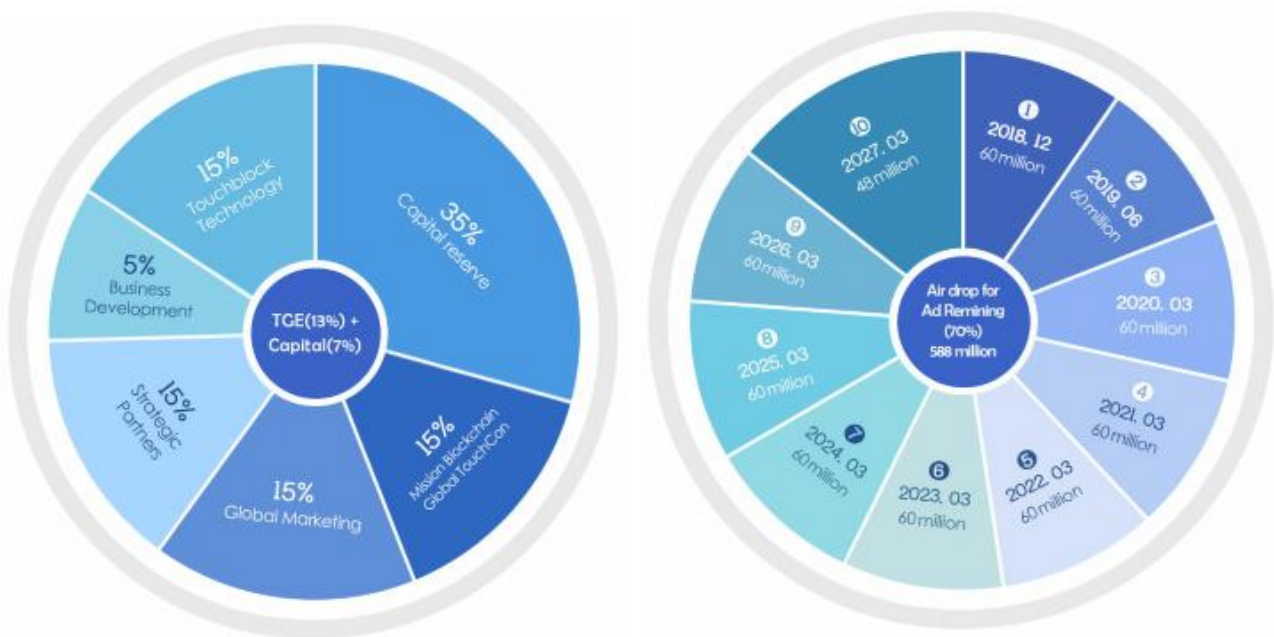 TGE(13%) +
Capital(7%)
35%
Capital reserve
15%
Mission Blockchain
Global TouchCon
15%
Global Marketing
15%
Strategic
Partners
5%
Business
Development
15%
Touchblock
Technology
Air drop for
Ad Remining
(70%)
588 million
1
2018. 12
60 million
2
2019. 06
60 million
3
2020. 03
60 million
4
2021. 03
60 million
5
2022. 03
60 million
6
2023. 03
60 million
7
2024. 03
60 million
8
2025. 03
60 million
9
2026. 03
60 million
10
2027. 03
48 million